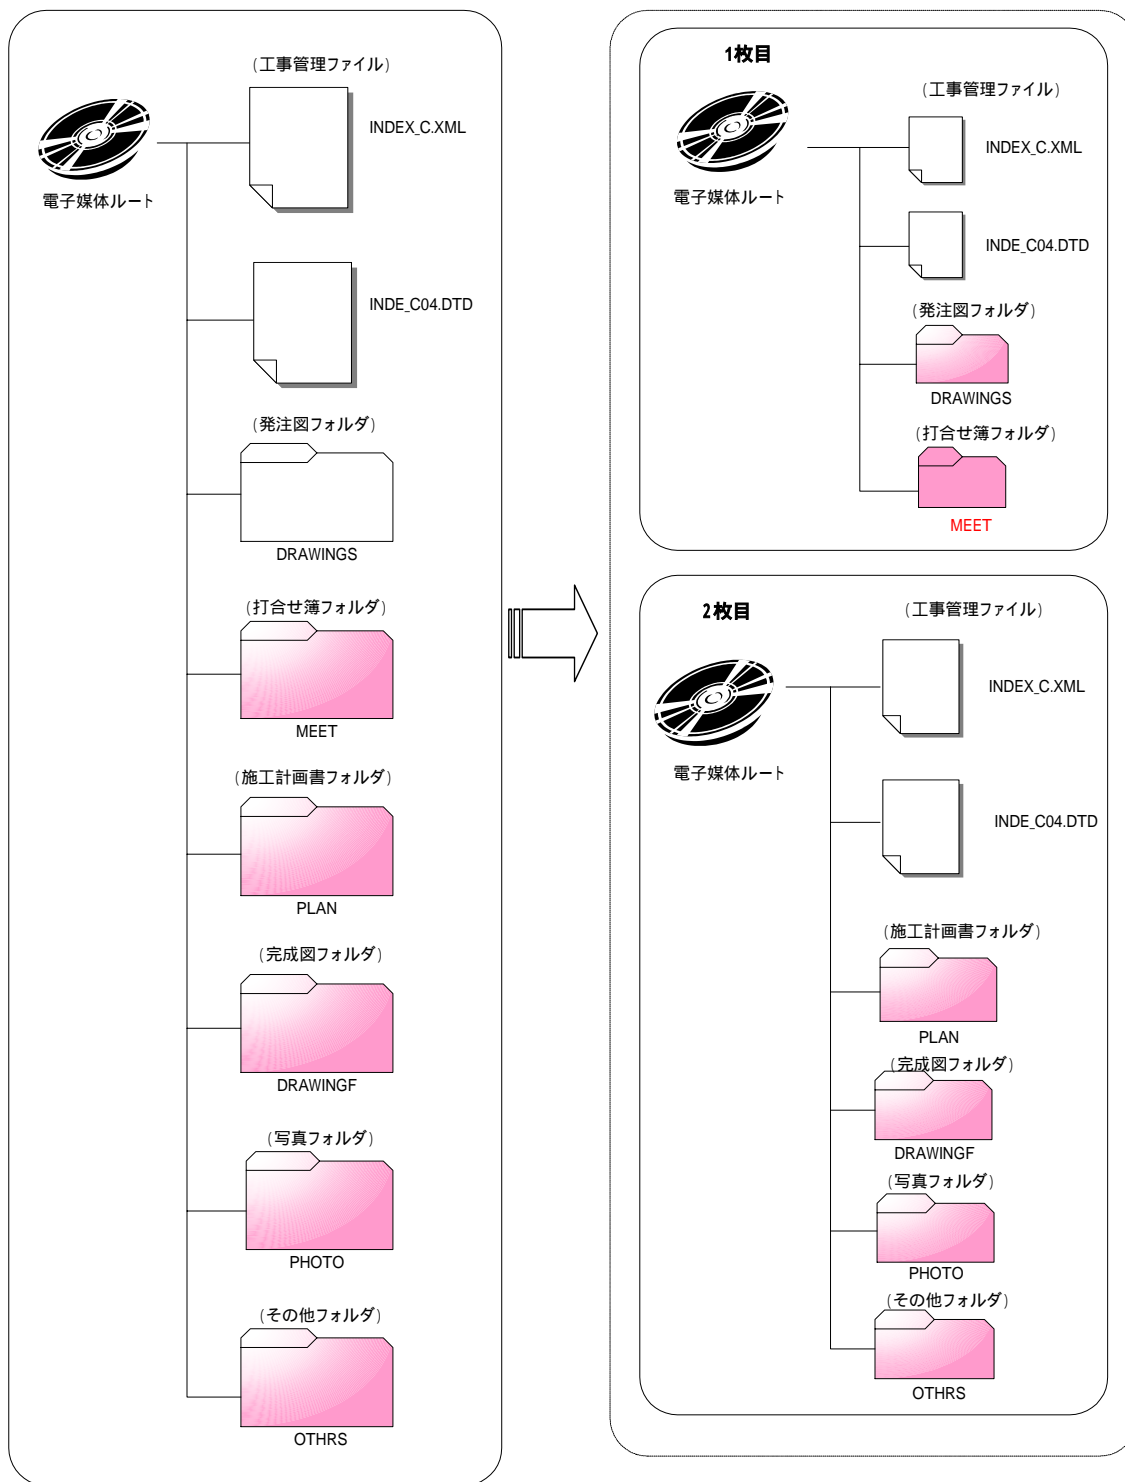 (工事管理ファイル)
INDEX_C.XML
電子媒体ルート
INDE_C04.DTD
(発注図フォルダ)
DRAWINGS
(打合せ簿フォルダ)
MEET
(施工計画書フォルダ)
PLAN
(完成図フォルダ)
DRAWINGF
(写真フォルダ)
PHOTO
(その他フォルダ)
OTHRS
1枚目
(工事管理ファイル)
INDEX_C.XML
電子媒体ルート
INDE_C04.DTD
(発注図フォルダ)
DRAWINGS
(打合せ簿フォルダ)
MEET
2枚目
(工事管理ファイル)
INDEX_C.XML
電子媒体ルート
INDE_C04.DTD
(施工計画書フォルダ)
PLAN
(完成図フォルダ)
DRAWINGF
(写真フォルダ)
PHOTO
(その他フォルダ)
OTHRS